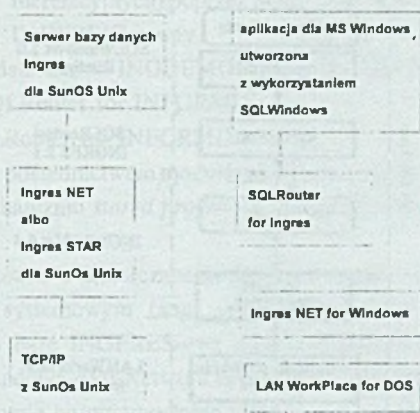 Serwer bazy danych
Ingres
dla SunOS Unix
Ingres NET
albo
Ingres STAR
dla SunOs Unix
TCP/IP
z SunOs Unix
aplikacja dla MS Windows,
utworzona
z wykorzystaniem
SQLWindows
SQLRouter
for Ingres
Ingres NET for Windows
LAN WorkPlace for DOS